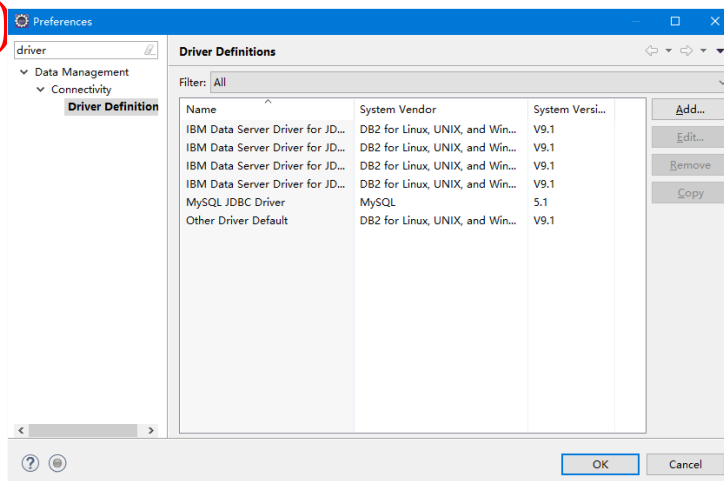 Preferences
driver
Driver Definitions
Data Management
Connectivity
Driver Definition
Filter: All
Name System Vendor System Versi...
IBM Data Server Driver for JD... DB2 for Linux, UNIX, and Win... V9.1
IBM Data Server Driver for JD... DB2 for Linux, UNIX, and Win... V9.1
IBM Data Server Driver for JD... DB2 for Linux, UNIX, and Win... V9.1
IBM Data Server Driver for JD... DB2 for Linux, UNIX, and Win... V9.1
MySQL JDBC Driver MySQL 5.1
Other Driver Default DB2 for Linux, UNIX, and Win... V9.1
Add...
Edit...
Remove
Copy
OK Cancel